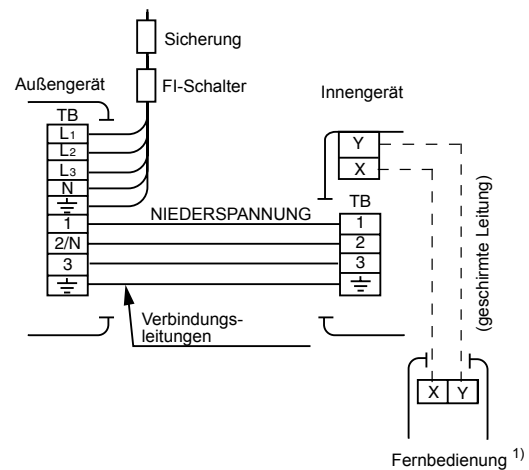 Sicherung
FI-Schalter
Außengerät
Innengerät
TB
L1
L2
L3
N
1
2/N
3
NIEDERSPANNUNG
Y
X
TB
1
2
3
(geschirmte Leitung)
Verbindungs-
leitungen
X Y
Fernbedienung 1)